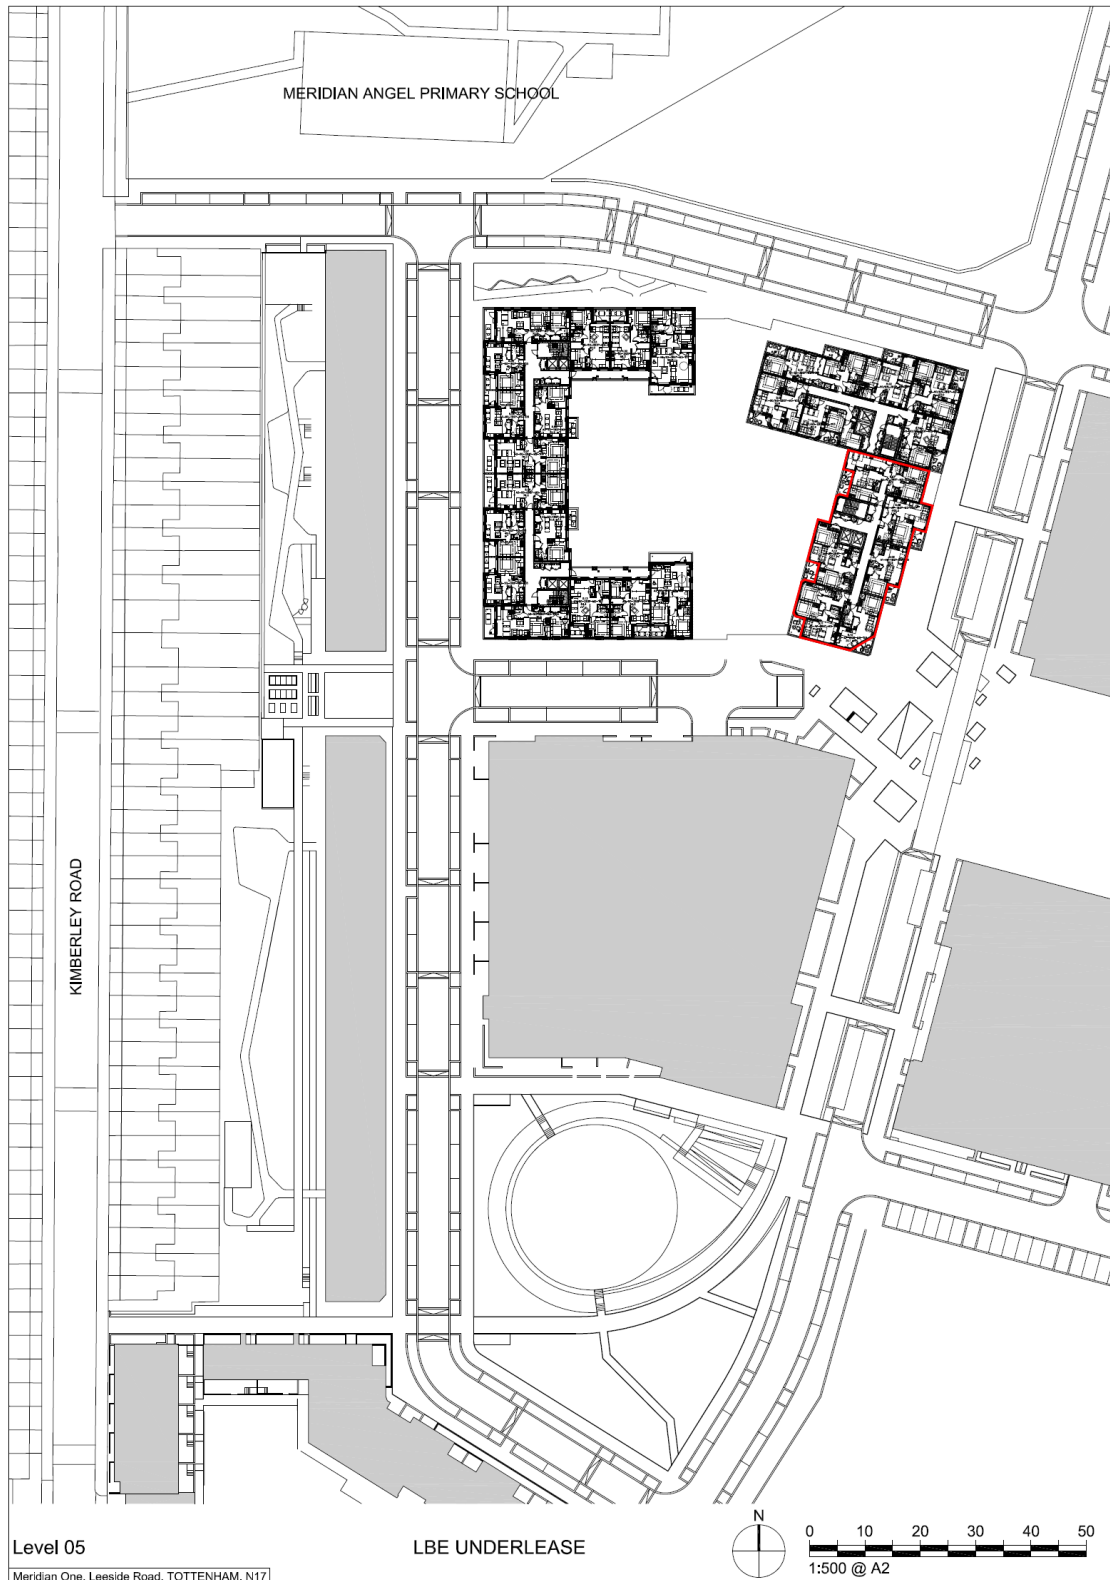 MERIDIAN ANGEL PRIMARY SCHOOL
KIMBERLEY ROAD
Level 05
LBE UNDERLEASE
N
0 10 20 30 40 50
1:500 @ A2
Meridian One, Leeside Road, TOTTENHAM, N17